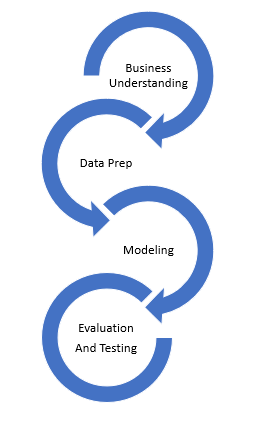 Business
Understanding
Data Prep
Modeling
Evaluation
And Testing